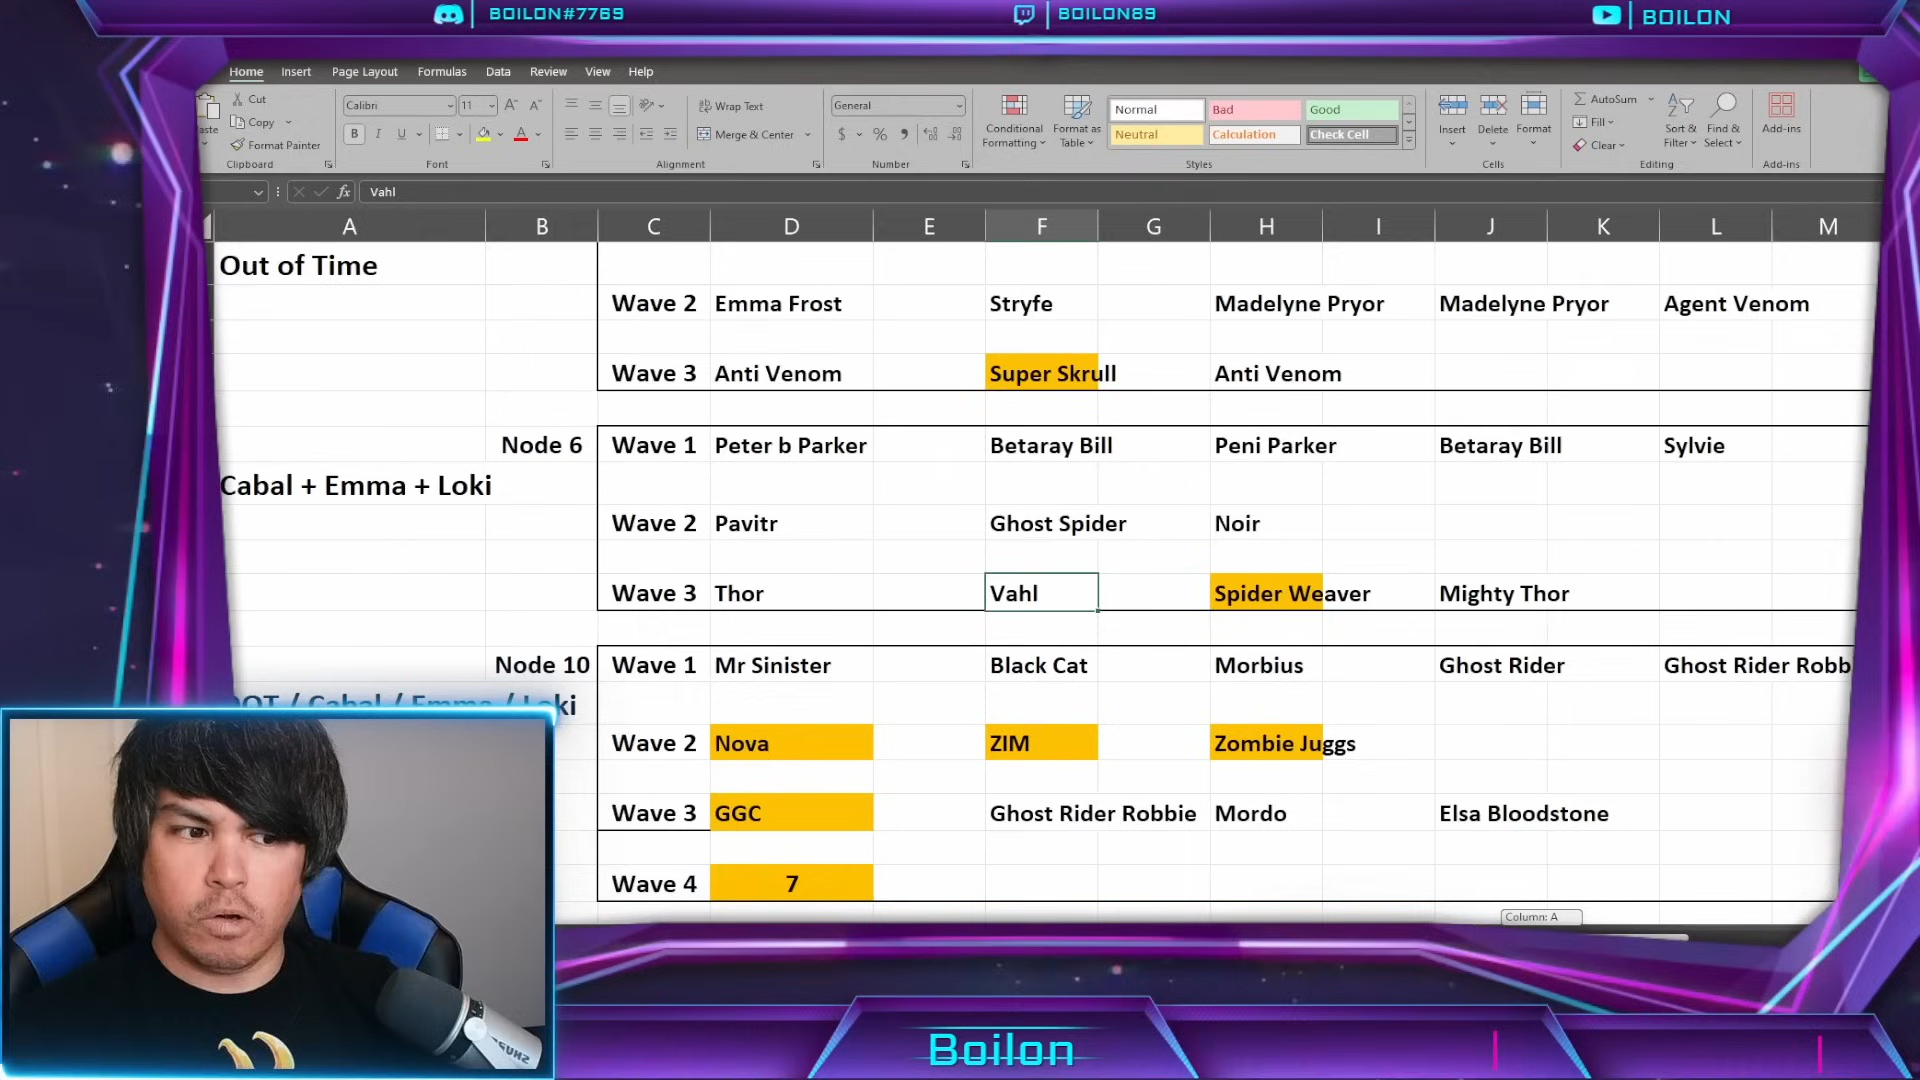 BOILON#7769
BOILON89
BOILON
Home Insert Page Layout Formulas Data Review View Help
Cut
Copy
Format Painter
Clipboard
Calibri 11
B I U
Font
Wrap Text
Merge & Center
Alignment
General
$ %
Number
Conditional Formatting
Format as Table
Normal Bad Good
Neutral Calculation Check Cell
Styles
Insert Delete Format
Cells
AutoSum
Fill
Clear
Sort & Filter
Find & Select
Editing
Add-ins
Add-ins
fx Vahl
A B C D E F G H I J K L M
Out of Time
Wave 2 Emma Frost Stryfe Madelyne Pryor Madelyne Pryor Agent Venom
Wave 3 Anti Venom Super Skrull Anti Venom
Node 6 Wave 1 Peter b Parker Betaray Bill Peni Parker Betaray Bill Sylvie
Cabal + Emma + Loki
Wave 2 Pavitr Ghost Spider Noir
Wave 3 Thor Vahl Spider Weaver Mighty Thor
Node 10 Wave 1 Mr Sinister Black Cat Morbius Ghost Rider Ghost Rider Robb
/ Cabal / Emma / Loki
Wave 2 Nova ZIM Zombie Juggs
Wave 3 GGC Ghost Rider Robbie Mordo Elsa Bloodstone
Wave 4 7
Column: A
Boilon